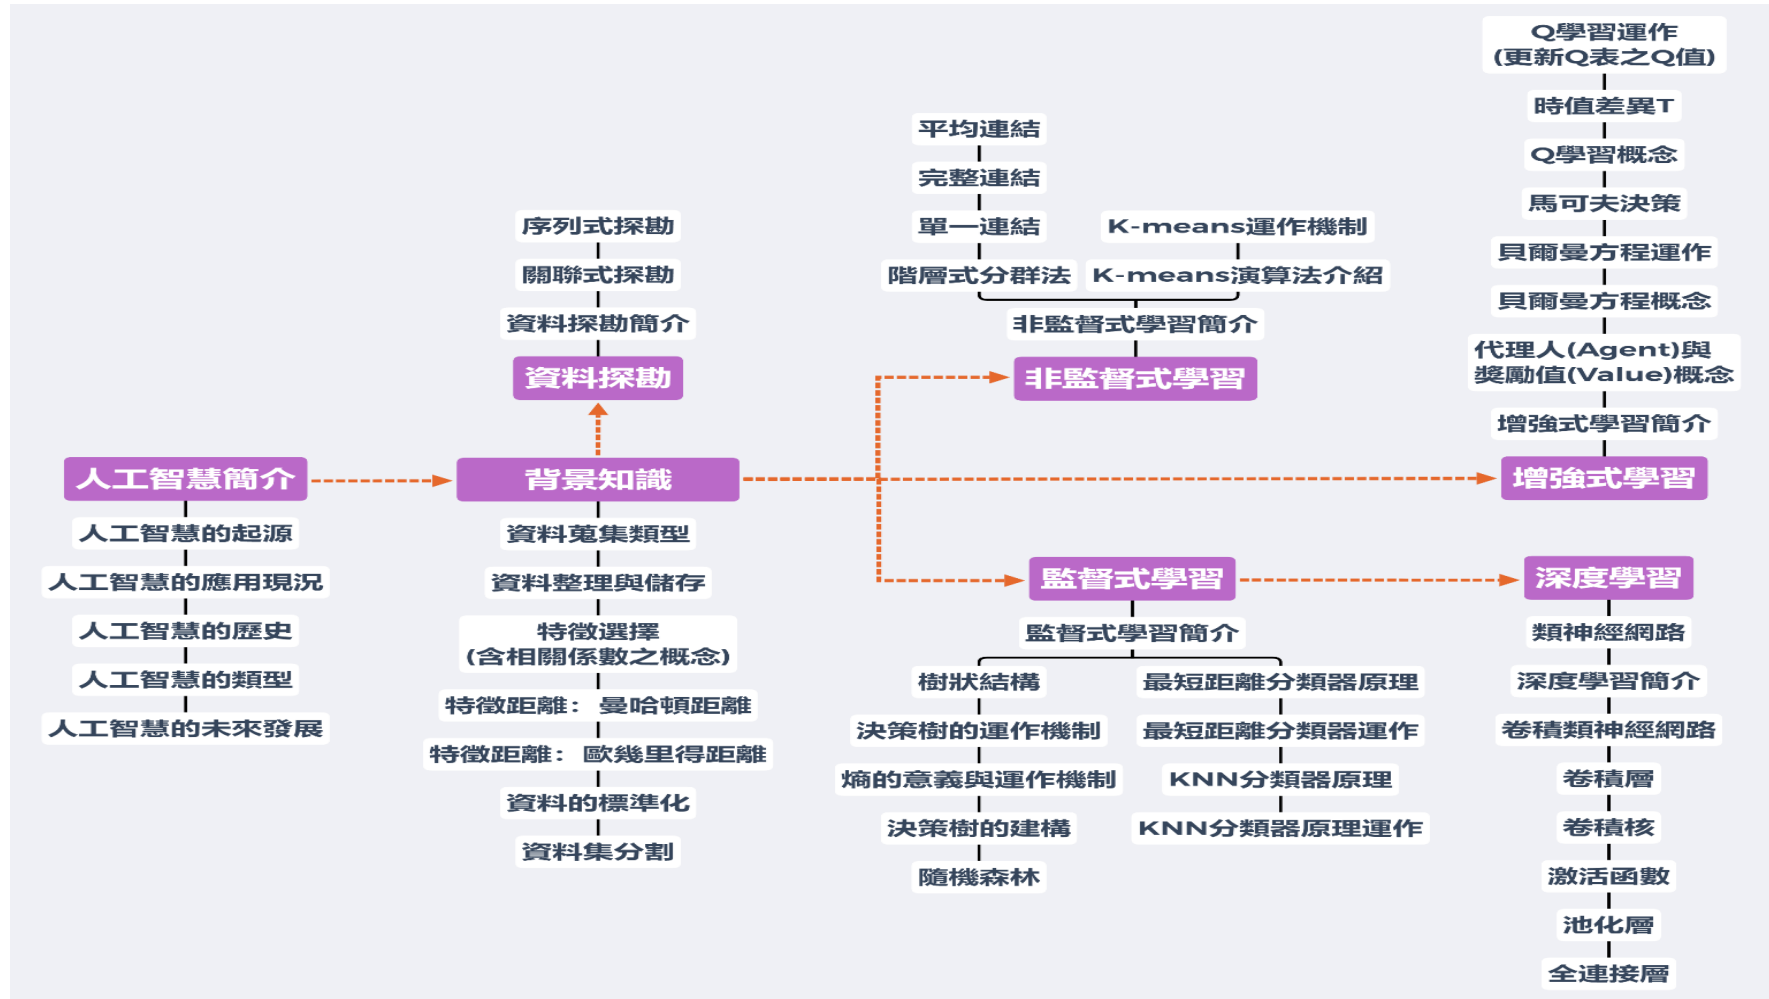 人工智慧簡介
人工智慧的起源
人工智慧的應用現況
人工智慧的歷史
人工智慧的類型
人工智慧的未來發展
序列式探勘
關聯式探勘
資料探勘簡介
資料探勘
背景知識
資料蒐集類型
資料整理與儲存
特徵選擇
(含相關係數之概念)
特徵距離：曼哈頓距離
特徵距離：歐幾里得距離
資料的標準化
資料集分割
平均連結
完整連結
單一連結
階層式分群法
K-means運作機制
K-means演算法介紹
非監督式學習簡介
非監督式學習
監督式學習
監督式學習簡介
樹狀結構
決策樹的運作機制
熵的意義與運作機制
決策樹的建構
隨機森林
最短距離分類器原理
最短距離分類器運作
KNN分類器原理
KNN分類器原理運作
Q學習運作
(更新Q表之Q值)
時值差異T
Q學習概念
馬可夫決策
貝爾曼方程運作
貝爾曼方程概念
代理人(Agent)與
獎勵值(Value)概念
增強式學習簡介
增強式學習
深度學習
類神經網路
深度學習簡介
卷積類神經網路
卷積層
卷積核
激活函數
池化層
全連接層